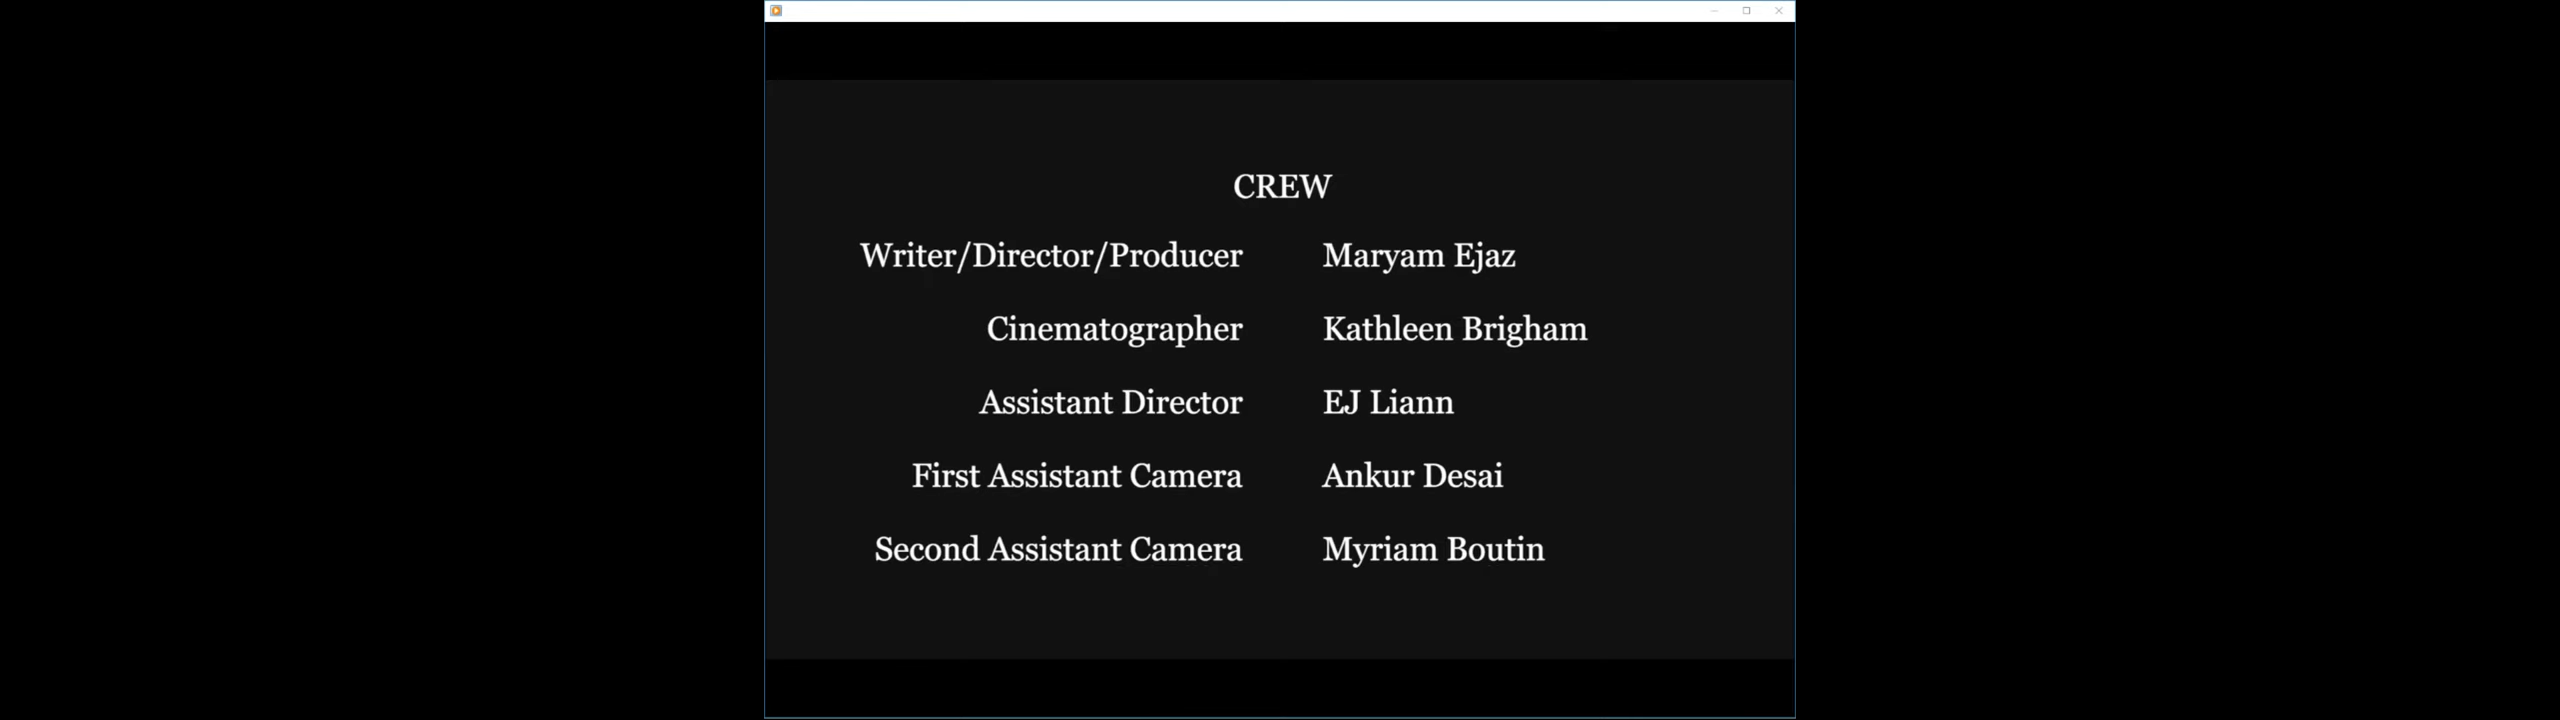 CREW
Writer/Director/Producer Maryam Ejaz
Cinematographer Kathleen Brigham
Assistant Director EJ Liann
First Assistant Camera Ankur Desai
Second Assistant Camera Myriam Boutin